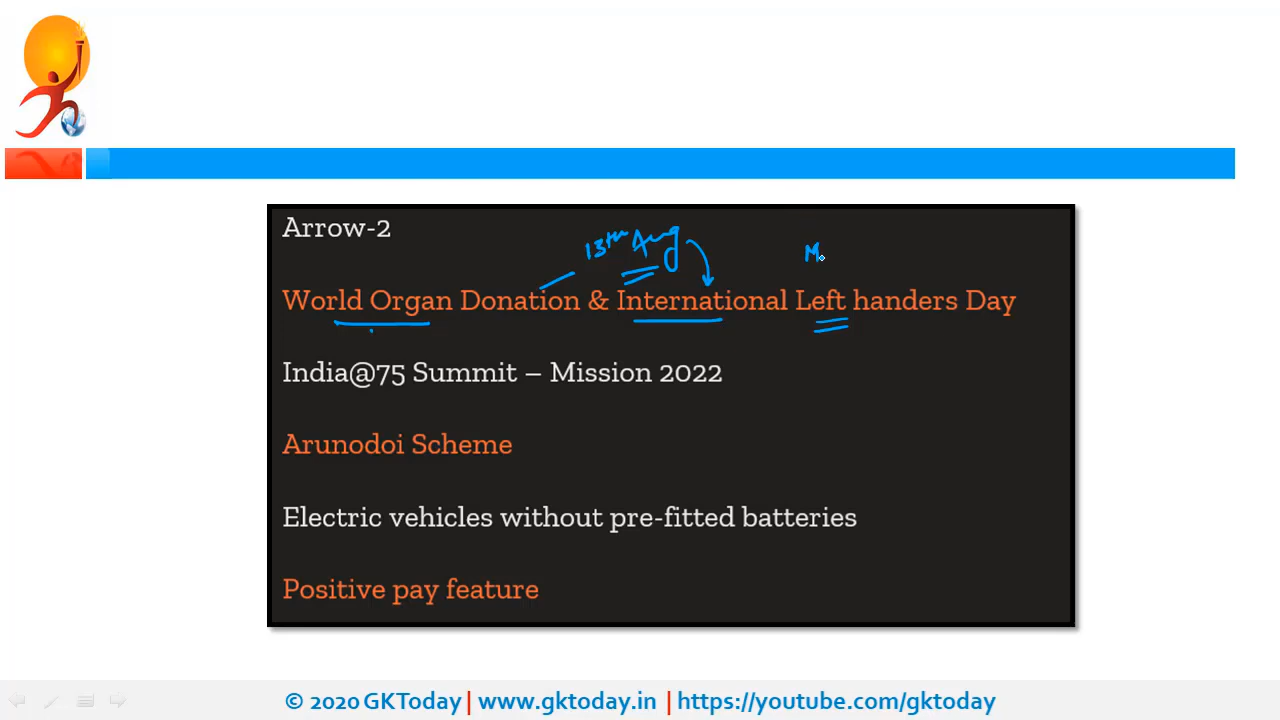 Arrow-2
13th Aug
M
World Organ Donation & International Left handers Day
India@75 Summit – Mission 2022
Arunodoi Scheme
Electric vehicles without pre-fitted batteries
Positive pay feature
© 2020 GKToday | www.gktoday.in | https://youtube.com/gktoday